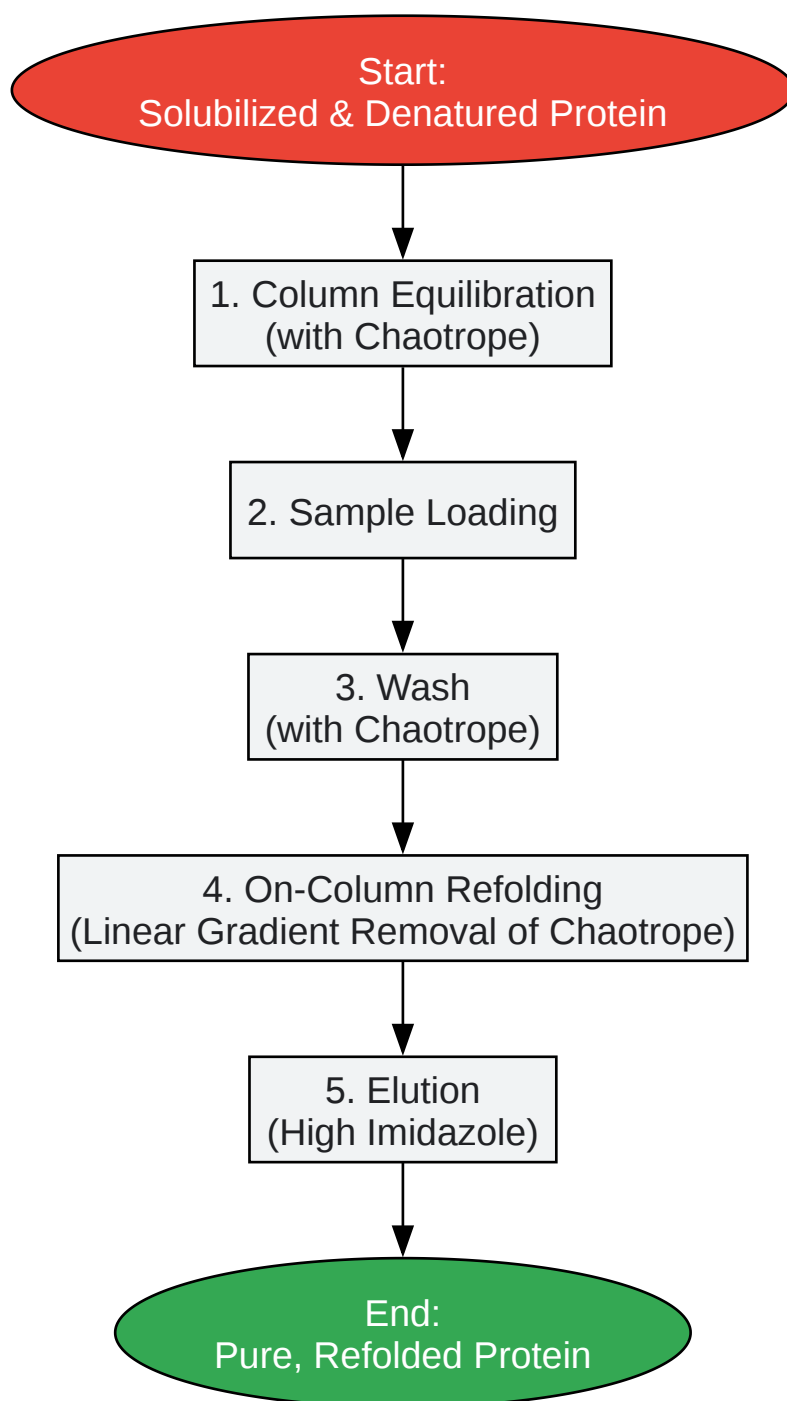 Start:
Solubilized & Denatured Protein
1. Column Equilibration
(with Chaotrope)
2. Sample Loading
3. Wash
(with Chaotrope)
4. On-Column Refolding
(Linear Gradient Removal of Chaotrope)
5. Elution
(High Imidazole)
End:
Pure, Refolded Protein